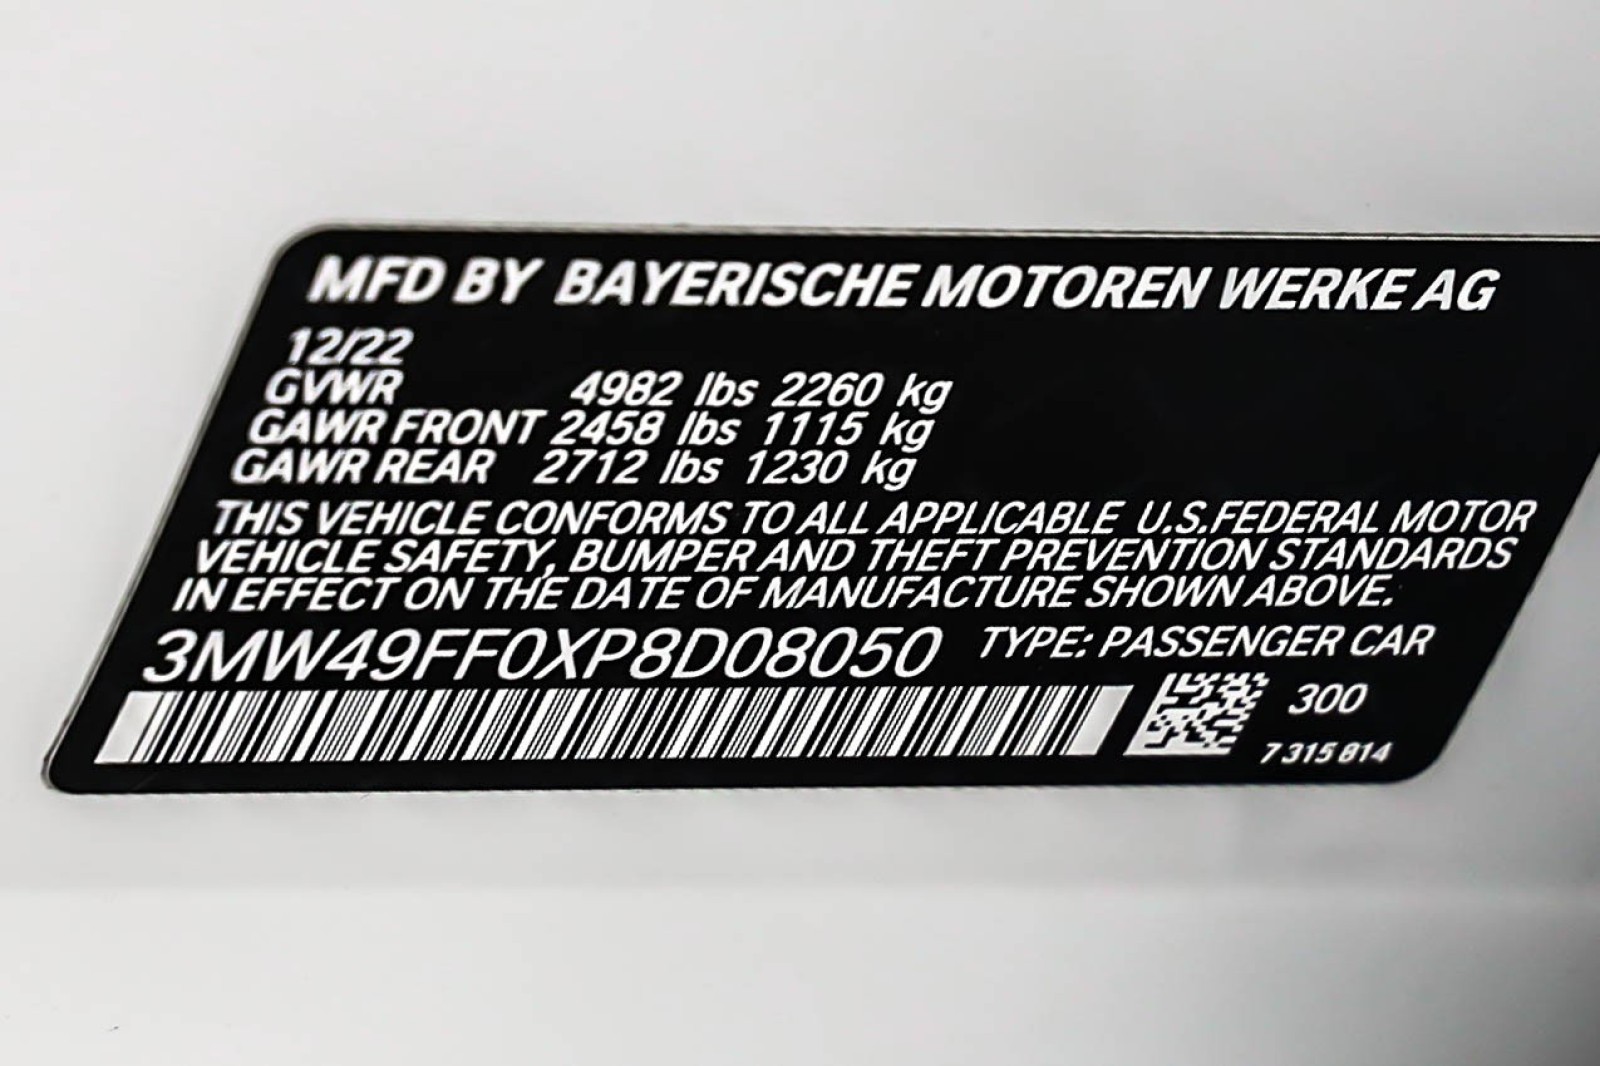 MFD BY BAYERISCHE MOTOREN WERKE AG
12/22
GVWR 4982 lbs 2260 kg
GAWR FRONT 2458 lbs 1115 kg
GAWR REAR 2712 lbs 1230 kg
THIS VEHICLE CONFORMS TO ALL APPLICABLE U.S.FEDERAL MOTOR
VEHICLE SAFETY, BUMPER AND THEFT PREVENTION STANDARDS
IN EFFECT ON THE DATE OF MANUFACTURE SHOWN ABOVE.
3MW49FF0XP8D08050 TYPE: PASSENGER CAR
300
7 315 814